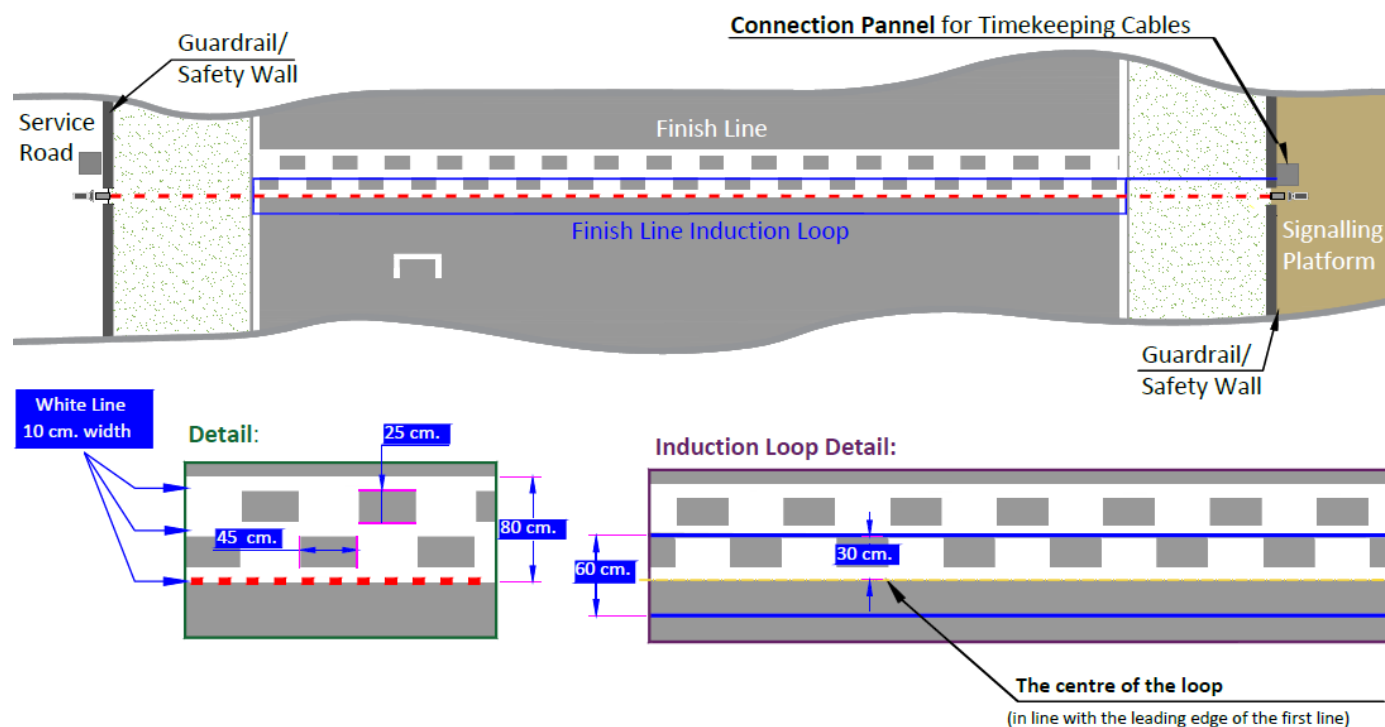 Connection Pannel for Timekeeping Cables
Guardrail/
Safety Wall
Service
Road
Finish Line
Finish Line Induction Loop
Signalling
Platform
Guardrail/
Safety Wall
White Line
10 cm. width
Detail:
25 cm.
45 cm.
80 cm.
Induction Loop Detail:
30 cm.
60 cm.
The centre of the loop
(in line with the leading edge of the first line)